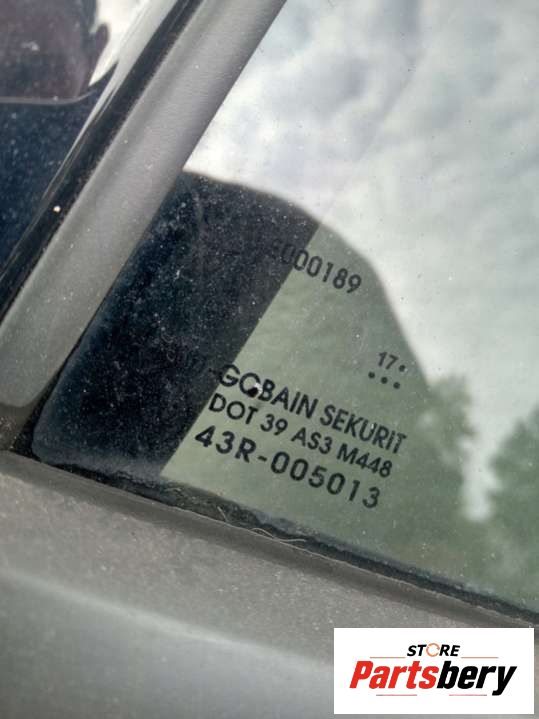 000189
17•
•••
GOBAIN SEKURIT
DOT 39 AS3 M448
43R-005013
STORE
Partsbery